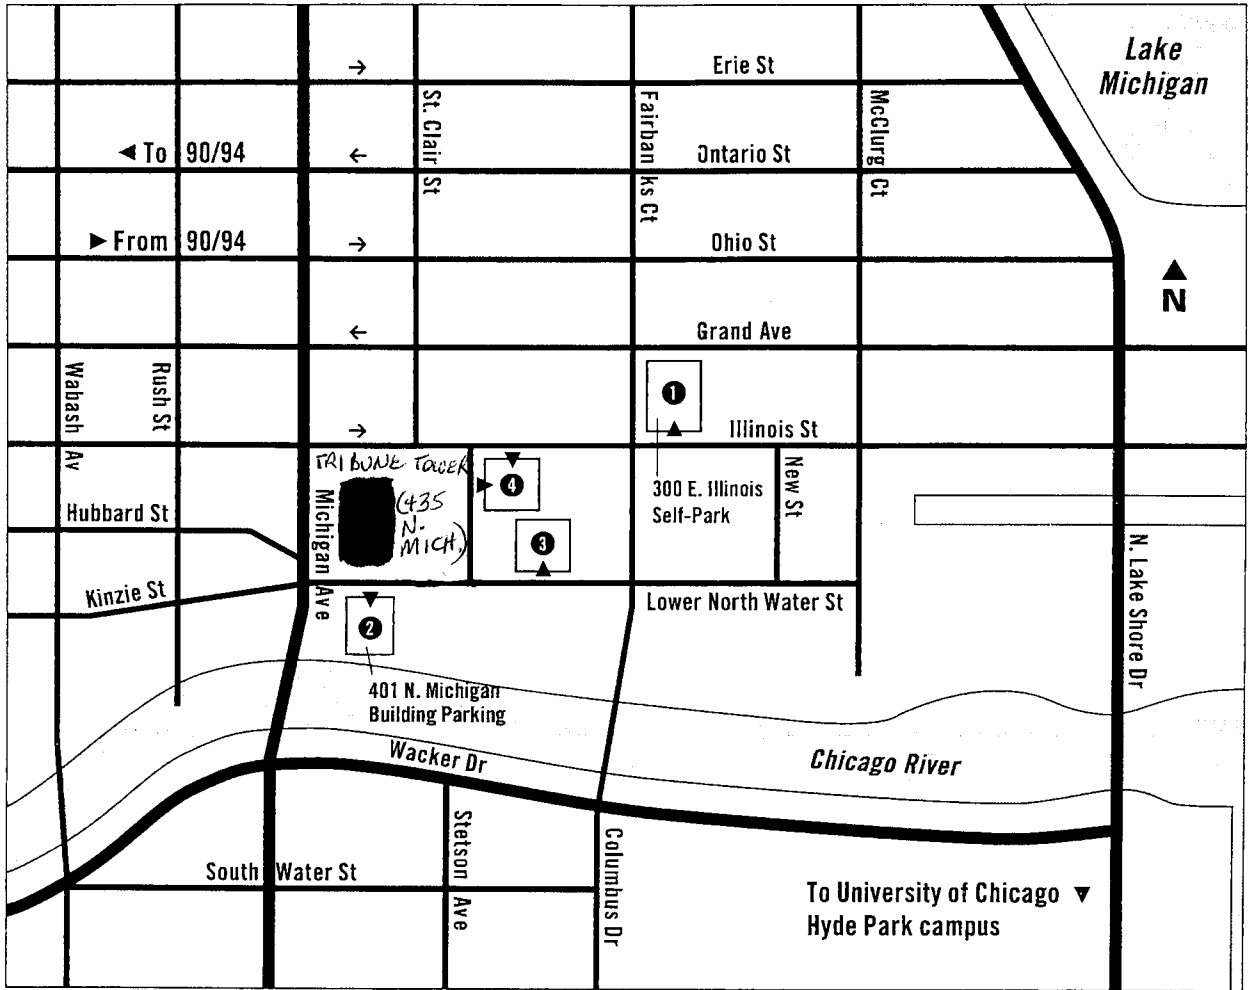 Lake
Michigan
→
Erie St
St. Clair St
Fairbanks Ct
McClurg Ct
◄ To 90/94
←
Ontario St
► From 90/94
→
Ohio St
▲
N
←
Grand Ave
Wabash Av
Rush St
1
→
Illinois St
TRIBUNE TOWER
(435
N.
MICH.)
Michigan Ave
4
300 E. Illinois
Self-Park
New St
Hubbard St
3
N. Lake Shore Dr
Kinzie St
Lower North Water St
2
401 N. Michigan
Building Parking
Wacker Dr
Chicago River
Stetson Ave
Columbus Dr
South Water St
To University of Chicago ▼
Hyde Park campus